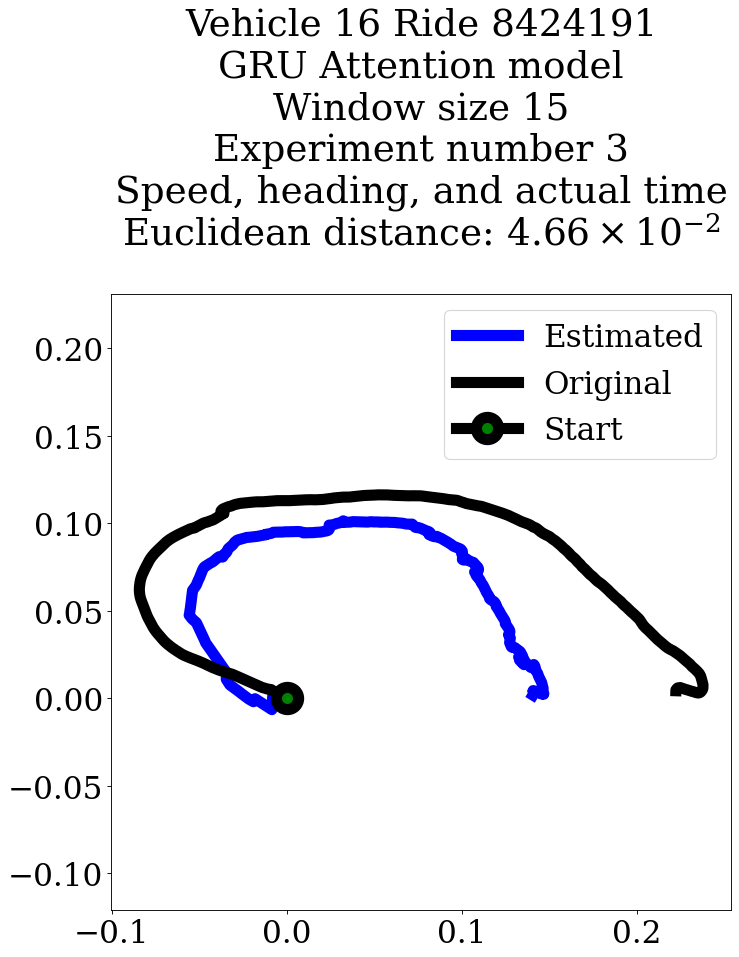 Vehicle 16 Ride 8424191
GRU Attention model
Window size 15
Experiment number 3
Speed, heading, and actual time
Euclidean distance: 4.66 × 10⁻²
Estimated
Original
Start
0.20
0.15
0.10
0.05
0.00
−0.05
−0.10
−0.1 0.0 0.1 0.2